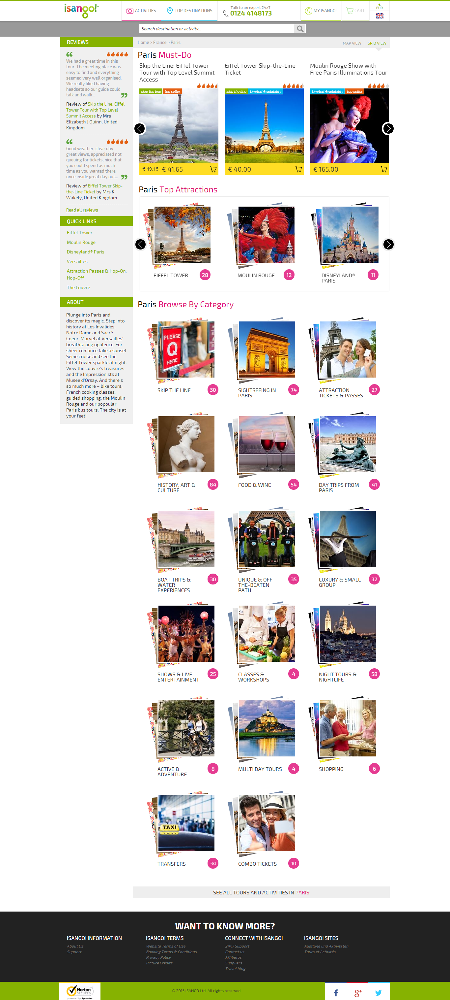 isango!™
ACTIVITIES
TOP DESTINATIONS
Talk to an expert 24x7
0124 4148173
MY ISANGO!
CART
€
EUR
Search destination or activity...
REVIEWS
We had a great time in this
tour. The meeting place was
easy to find and everything
seemed very well organised.
We really liked having
headsets so our guide could
talk and walk...
Review of Skip the Line: Eiffel
Tower Tour with Top Level
Summit Access by Mrs
Elizabeth J Quinn, United
Kingdom
Good weather, clear day
great views, appreciated not
queuing for tickets, nice that
you could spend as much
time as you wanted there
once inside great day out...
Review of Eiffel Tower Skip-
the-Line Ticket by Mrs K
Wakely, United Kingdom
Read all reviews
QUICK LINKS
Eiffel Tower
Moulin Rouge
Disneyland® Paris
Versailles
Attraction Passes & Hop-On,
Hop-Off
The Louvre
ABOUT
Plunge into Paris and
discover its magic. Step into
history at Les Invalides,
Notre Dame and Sacré-
Coeur. Marvel at Versailles'
breathtaking opulence. For
sheer romance take a sunset
Seine cruise and see the
Eiffel Tower sparkle at night.
View the Louvre's treasures
and the Impressionists at
Musée d'Orsay. And there's
so much more – bike tours,
French cooking classes,
guided shopping, the Moulin
Rouge and our popoular
Paris bus tours. The city is at
your feet!
Home > France > Paris
MAP VIEW
GRID VIEW
Paris Must-Do
Skip the Line: Eiffel Tower
Tour with Top Level Summit
Access
skip the line
top seller
€ 49.15 € 41.65
Eiffel Tower Skip-the-Line
Ticket
skip the line
Limited Availability
€ 40.00
Moulin Rouge Show with
Free Paris Illuminations Tour
Limited Availability
top seller
€ 165.00
Paris Top Attractions
EIFFEL TOWER
28
MOULIN ROUGE
12
DISNEYLAND®
PARIS
11
Paris Browse By Category
PLEASE
Q
HERE
SKIP THE LINE
30
SIGHTSEEING IN
PARIS
74
ATTRACTION
TICKETS & PASSES
27
HISTORY, ART &
CULTURE
84
FOOD & WINE
54
DAY TRIPS FROM
PARIS
41
BOAT TRIPS &
WATER
EXPERIENCES
30
UNIQUE & OFF-
THE-BEATEN
PATH
35
LUXURY & SMALL
GROUP
32
SHOWS & LIVE
ENTERTAINMENT
25
CLASSES &
WORKSHOPS
4
NIGHT TOURS &
NIGHTLIFE
58
ACTIVE &
ADVENTURE
8
MULTI DAY TOURS
4
SHOPPING
6
TAXI
TRANSFERS
34
COMBO TICKETS
10
SEE ALL TOURS AND ACTIVITIES IN PARIS
WANT TO KNOW MORE?
ISANGO! INFORMATION
About Us
Support
ISANGO! TERMS
Website Terms of Use
Booking Terms & Conditions
Privacy Policy
Picture Credits
CONNECT WITH ISANGO!
24x7 Support
Contact us
Affiliates
Suppliers
Travel blog
ISANGO! SITES
Ausflüge und Aktivitäten
Tours et Activités
Norton
SECURED
powered by Symantec
© 2015 ISANGO Ltd. All rights reserved.
f
g+